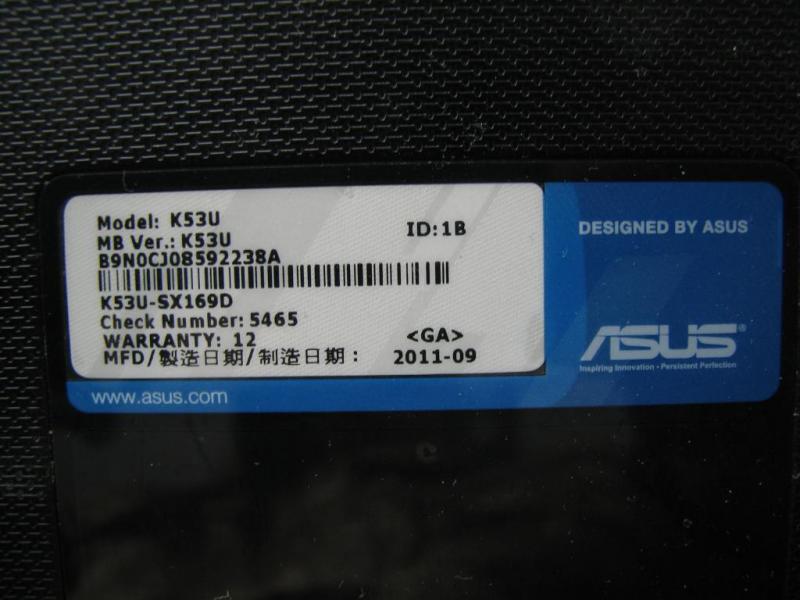 Model: K53U
MB Ver.: K53U
ID:1B
B9N0CJ08592238A
K53U-SX169D
Check Number: 5465
WARRANTY: 12 <GA>
MFD/製造日期/制造日期: 2011-09
DESIGNED BY ASUS
ASUS®
Inspiring Innovation • Persistent Perfection
www.asus.com